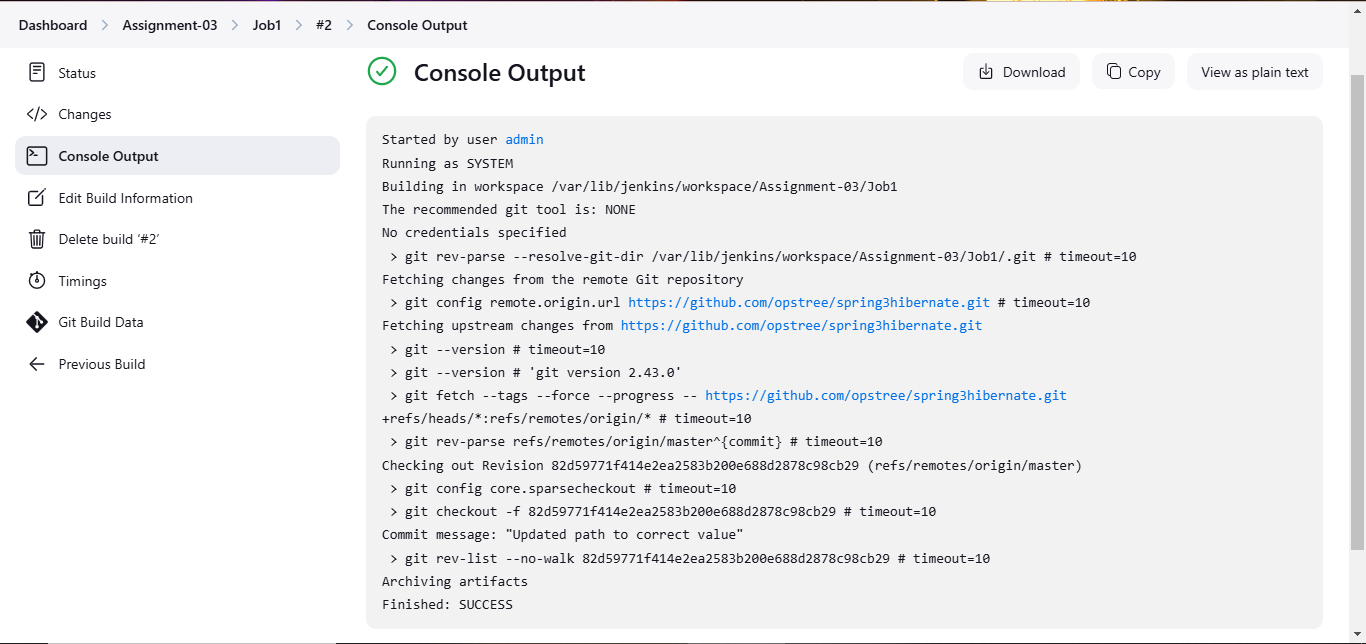 Dashboard > Assignment-03 > Job1 > #2 > Console Output
Status
Changes
Console Output
Edit Build Information
Delete build ‘#2’
Timings
Git Build Data
Previous Build
Console Output
Download
Copy
View as plain text
Started by user admin
Running as SYSTEM
Building in workspace /var/lib/jenkins/workspace/Assignment-03/Job1
The recommended git tool is: NONE
No credentials specified
 > git rev-parse --resolve-git-dir /var/lib/jenkins/workspace/Assignment-03/Job1/.git # timeout=10
Fetching changes from the remote Git repository
 > git config remote.origin.url https://github.com/opstree/spring3hibernate.git # timeout=10
Fetching upstream changes from https://github.com/opstree/spring3hibernate.git
 > git --version # timeout=10
 > git --version # 'git version 2.43.0'
 > git fetch --tags --force --progress -- https://github.com/opstree/spring3hibernate.git
+refs/heads/*:refs/remotes/origin/* # timeout=10
 > git rev-parse refs/remotes/origin/master^{commit} # timeout=10
Checking out Revision 82d59771f414e2ea2583b200e688d2878c98cb29 (refs/remotes/origin/master)
 > git config core.sparsecheckout # timeout=10
 > git checkout -f 82d59771f414e2ea2583b200e688d2878c98cb29 # timeout=10
Commit message: "Updated path to correct value"
 > git rev-list --no-walk 82d59771f414e2ea2583b200e688d2878c98cb29 # timeout=10
Archiving artifacts
Finished: SUCCESS